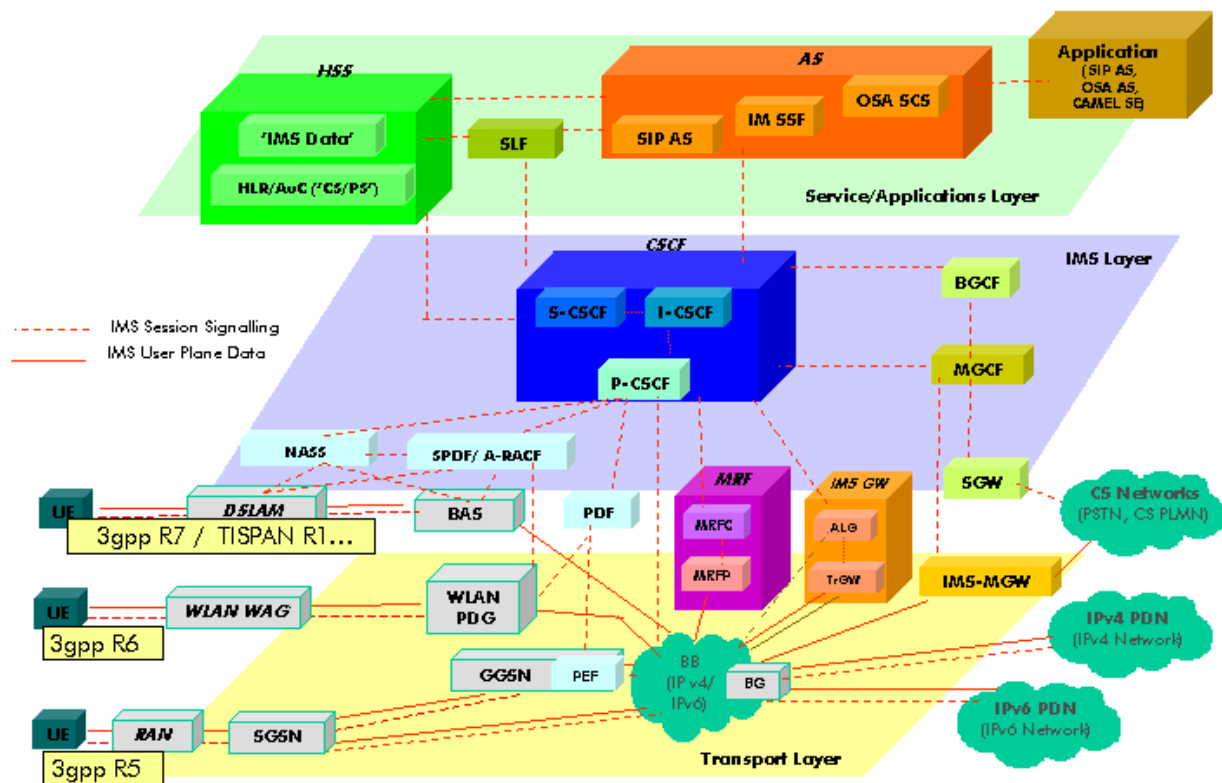 HSS
AS
Application
(SIP AS,
OSA AS,
CAMEL SE)
OSA SCS
IM SSF
'IMS Data'
SLF
SIP AS
HLR/AuC ('CS/PS')
Service/Applications Layer
CSCF
IMS Layer
BGCF
S-CSCF
I-CSCF
IMS Session Signalling
IMS User Plane Data
MGCF
P-CSCF
NASS
SPDF/ A-RACF
MRF
IMS GW
SGW
CS Networks
(PSTN, CS PLMN)
UE
DSLAM
BAS
PDF
MRFC
ALG
3gpp R7 / TISPAN R1...
MRFP
TrGW
IMS-MGW
UE
WLAN WAG
WLAN
PDG
IPv4 PDN
(IPv4 Network)
3gpp R6
GGSN
PEF
BB
(IPv4/
IPv6)
BG
IPv6 PDN
(IPv6 Network)
UE
RAN
SGSN
Transport Layer
3gpp R5